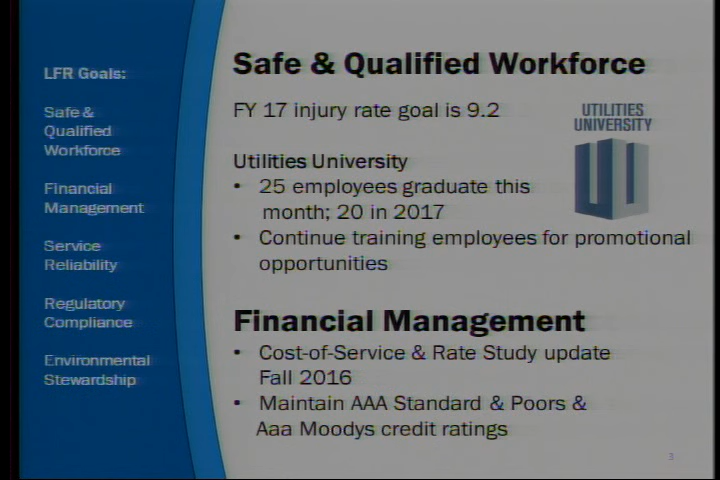 LFR Goals:
Safe &
Qualified
Workforce
Financial
Management
Service
Reliability
Regulatory
Compliance
Environmental
Stewardship
Safe & Qualified Workforce
FY 17 injury rate goal is 9.2
UTILITIES
UNIVERSITY
Utilities University
• 25 employees graduate this
month; 20 in 2017
• Continue training employees for promotional
opportunities
Financial Management
• Cost-of-Service & Rate Study update
Fall 2016
• Maintain AAA Standard & Poors &
Aaa Moodys credit ratings
3